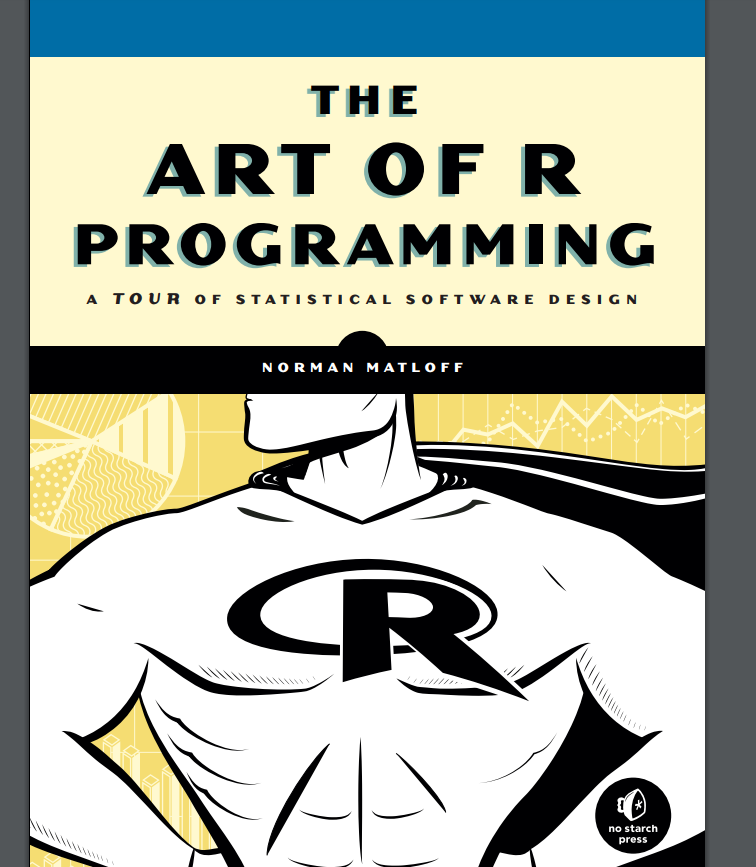 THE
ART OF R
PROGRAMMING
A TOUR OF STATISTICAL SOFTWARE DESIGN
NORMAN MATLOFF
R
no starch
press